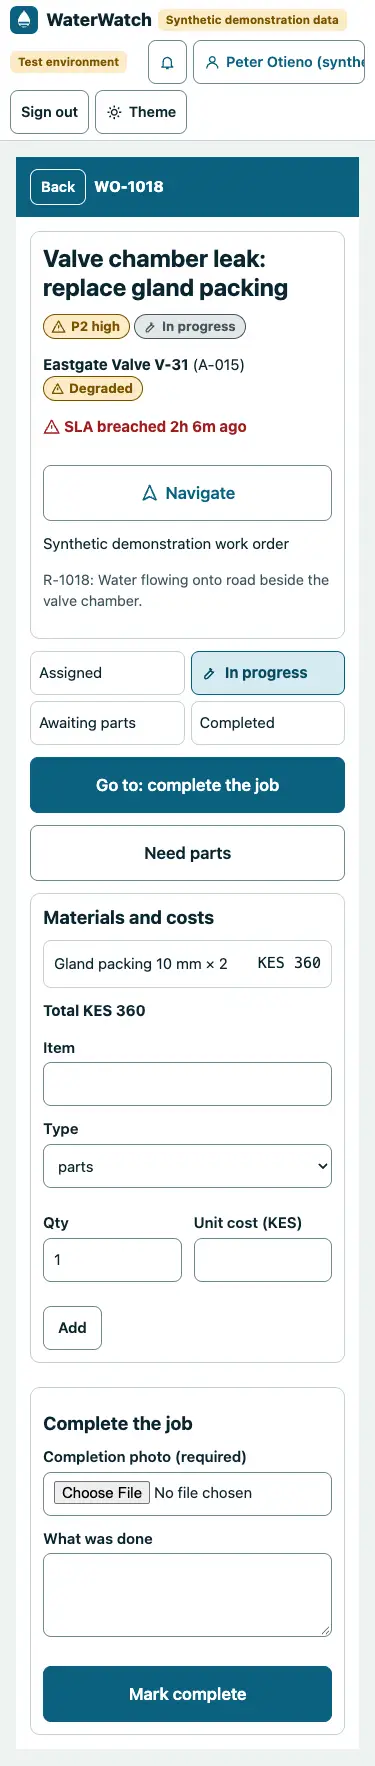 WaterWatch
Synthetic demonstration data
Test environment
Peter Otieno (synthe
Sign out
Theme
Back
WO-1018
Valve chamber leak:
replace gland packing
P2 high
In progress
Eastgate Valve V-31 (A-015)
Degraded
SLA breached 2h 6m ago
Navigate
Synthetic demonstration work order
R-1018: Water flowing onto road beside the
valve chamber.
Assigned
In progress
Awaiting parts
Completed
Go to: complete the job
Need parts
Materials and costs
Gland packing 10 mm × 2
KES 360
Total KES 360
Item
Type
parts
Qty
Unit cost (KES)
1
Add
Complete the job
Completion photo (required)
Choose File No file chosen
What was done
Mark complete